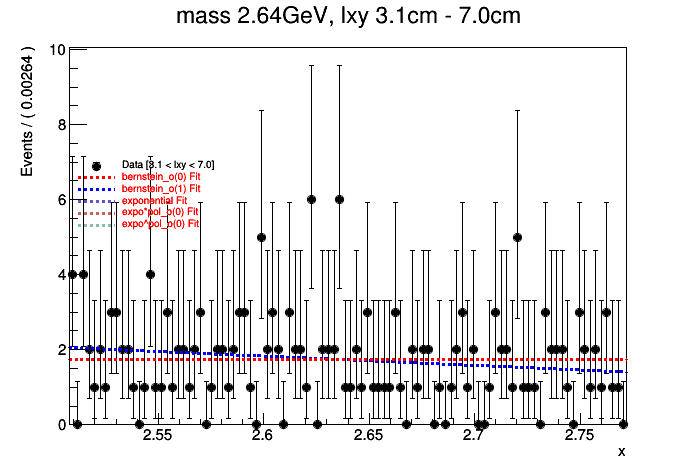 mass 2.64GeV, lxy 3.1cm - 7.0cm
Events / ( 0.00264 )
10
8
6
4
2
0
Data [3.1 < lxy < 7.0]
bernstein_o(0) Fit
bernstein_o(1) Fit
exponential Fit
expo*pol_o(0) Fit
expo^pol_o(0) Fit
2.55 2.6 2.65 2.7 2.75
x